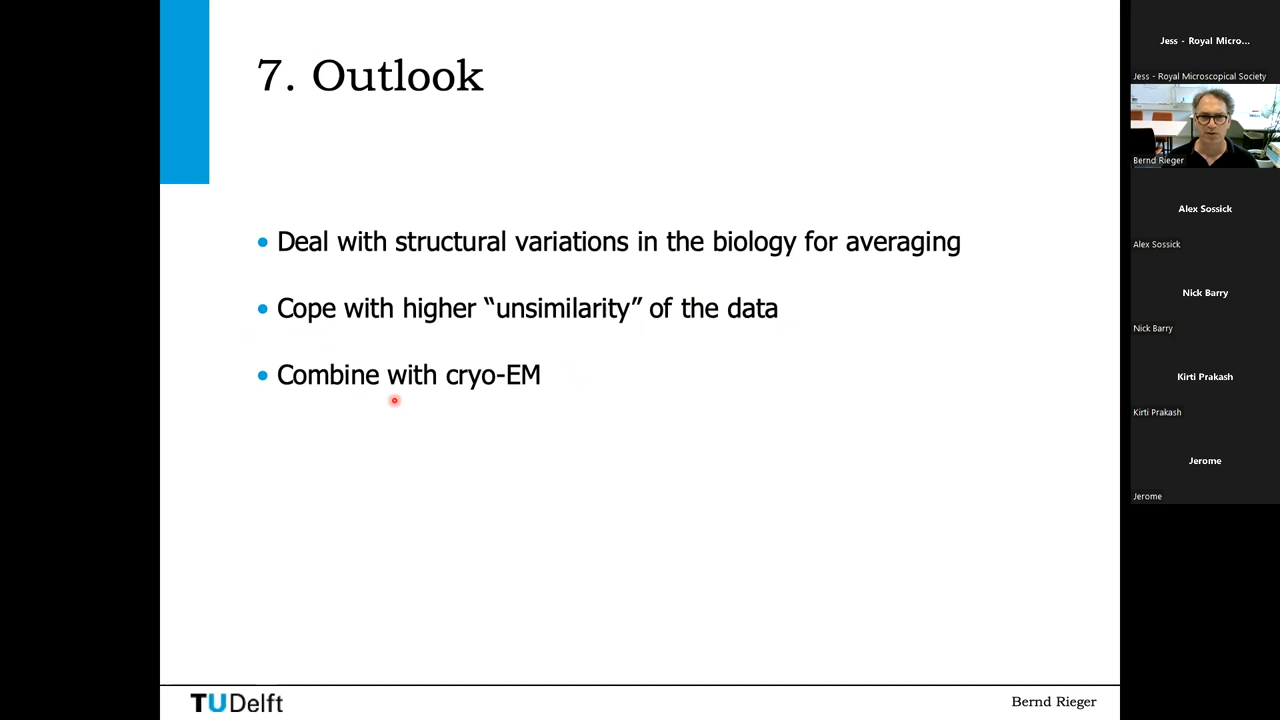 7. Outlook
• Deal with structural variations in the biology for averaging
• Cope with higher “unsimilarity” of the data
• Combine with cryo-EM
TUDelft
Bernd Rieger
Jess - Royal Micro...
Jess - Royal Microscopical Society
Bernd Rieger
Alex Sossick
Alex Sossick
Nick Barry
Nick Barry
Kirti Prakash
Kirti Prakash
Jerome
Jerome